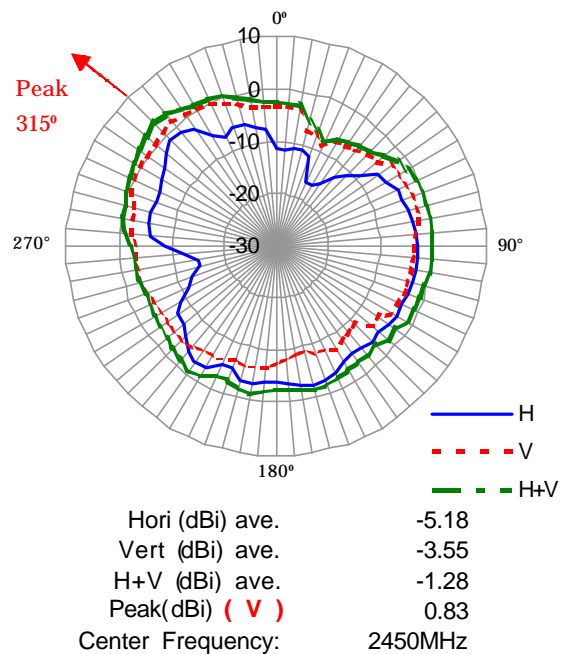 0º
10
0
-10
-20
-30
Peak
315º
270°
90°
180º
H
V
H+V
Hori (dBi) ave. -5.18
Vert (dBi) ave. -3.55
H+V (dBi) ave. -1.28
Peak(dBi) ( V ) 0.83
Center Frequency: 2450MHz